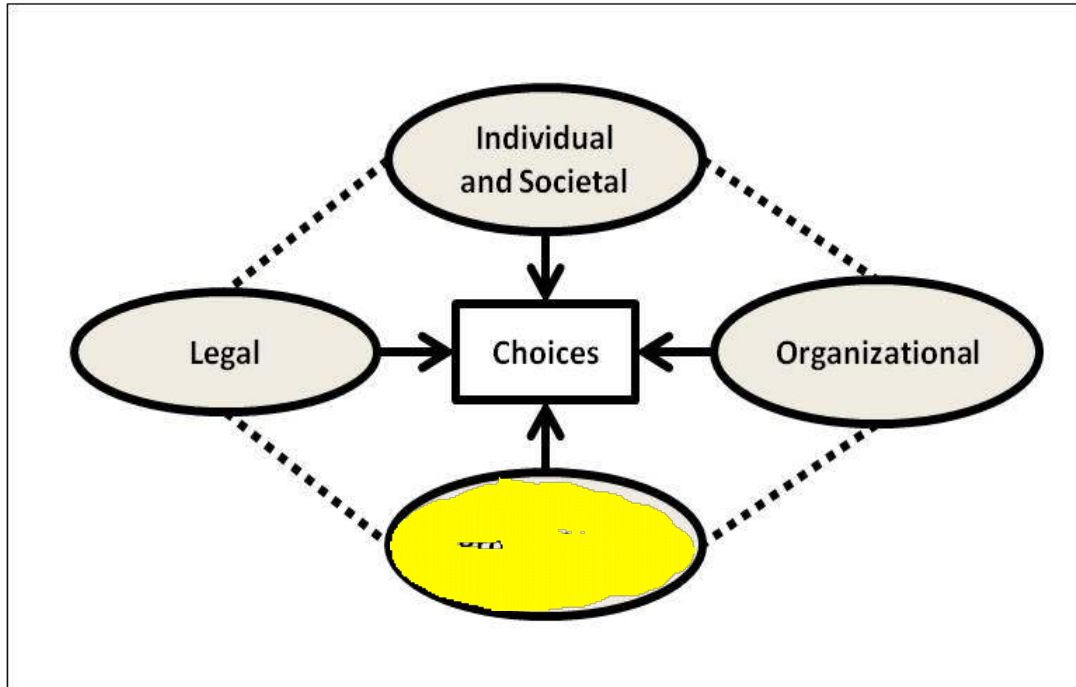 Individual
and Societal
Legal
Choices
Organizational